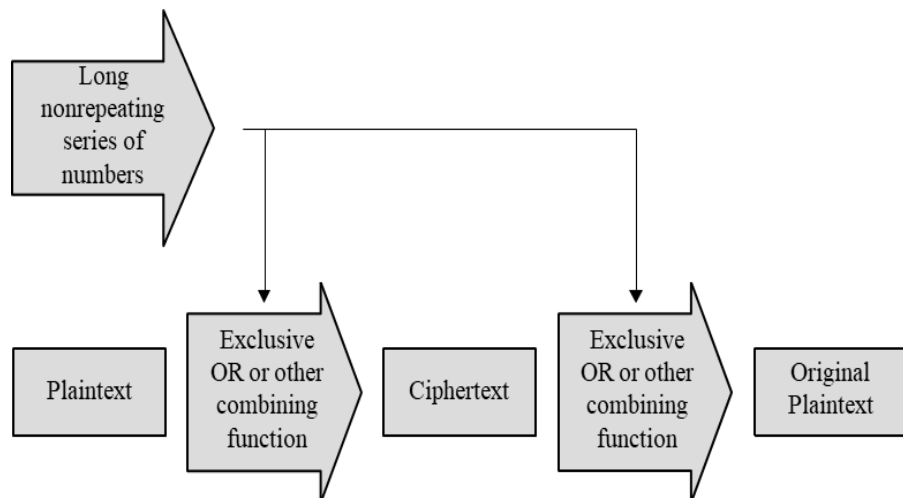 Long
nonrepeating
series of
numbers
Plaintext
Exclusive
OR or other
combining
function
Ciphertext
Exclusive
OR or other
combining
function
Original
Plaintext